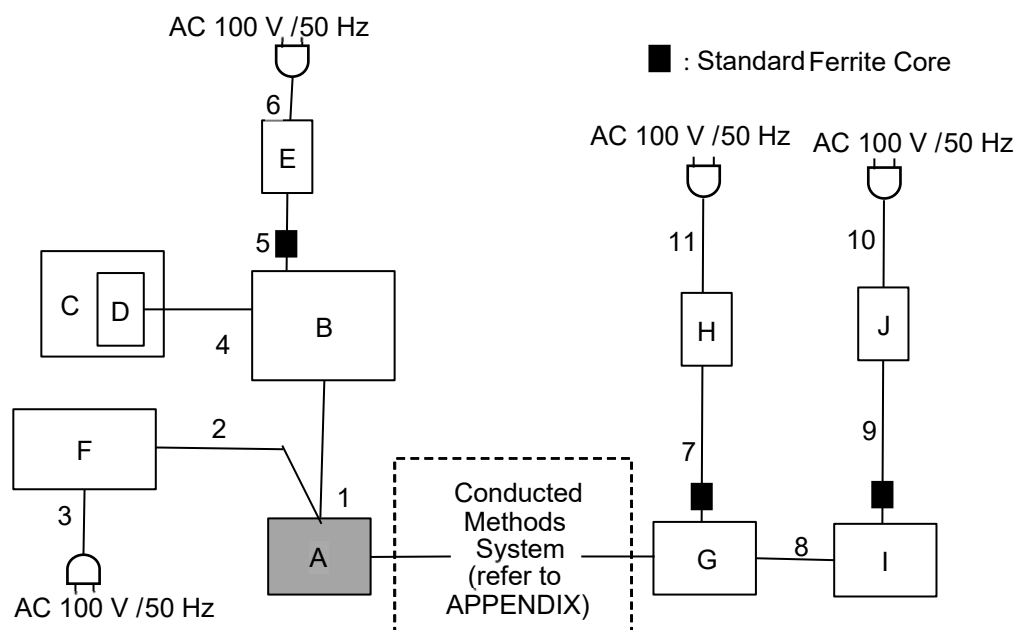 AC 100 V /50 Hz
■ : Standard Ferrite Core
6
AC 100 V /50 Hz
AC 100 V /50 Hz
E
5
11
10
C
D
B
H
J
4
F
2
7
9
3
1
Conducted
Methods
System
(refer to
APPENDIX)
A
G
8
I
AC 100 V /50 Hz